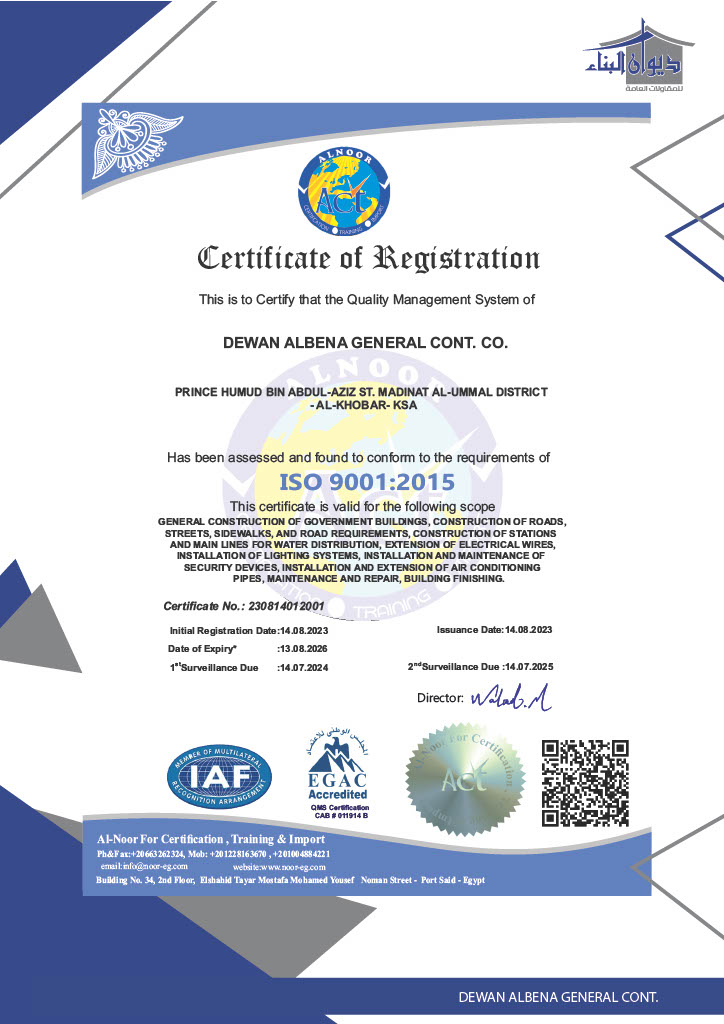 ديوان البناء
للمقاولات العامة
ALNOOR
ACT
CERTIFICATION TRAINING IMPORT
Certificate of Registration
This is to Certify that the Quality Management System of
DEWAN ALBENA GENERAL CONT. CO.
PRINCE HUMUD BIN ABDUL-AZIZ ST. MADINAT AL-UMMAL DISTRICT
- AL-KHOBAR- KSA
Has been assessed and found to conform to the requirements of
ISO 9001:2015
This certificate is valid for the following scope
GENERAL CONSTRUCTION OF GOVERNMENT BUILDINGS, CONSTRUCTION OF ROADS,
STREETS, SIDEWALKS, AND ROAD REQUIREMENTS, CONSTRUCTION OF STATIONS
AND MAIN LINES FOR WATER DISTRIBUTION, EXTENSION OF ELECTRICAL WIRES,
INSTALLATION OF LIGHTING SYSTEMS, INSTALLATION AND MAINTENANCE OF
SECURITY DEVICES, INSTALLATION AND EXTENSION OF AIR CONDITIONING
PIPES, MAINTENANCE AND REPAIR, BUILDING FINISHING.
Certificate No.: 230814012001
Initial Registration Date:14.08.2023 Issuance Date:14.08.2023
Date of Expiry* :13.08.2026
1stSurveillance Due :14.07.2024 2ndSurveillance Due :14.07.2025
Director: Walad.M
MEMBER OF MULTILATERAL
IAF
RECOGNITION ARRANGEMENT
المجلس الوطني للاعتماد
EGAC
Accredited
QMS Certification
CAB # 011914 B
Al-Noor For Certification
Act
Al-Noor For Certification , Training & Import
Ph&Fax:+20663262324, Mob: +201228163670 , +201004884221
email:info@noor-eg.com website:www.noor-eg.com
Building No. 34, 2nd Floor, Elshahid Tayar Mostafa Mohamed Yousef Noman Street - Port Said - Egypt
DEWAN ALBENA GENERAL CONT.